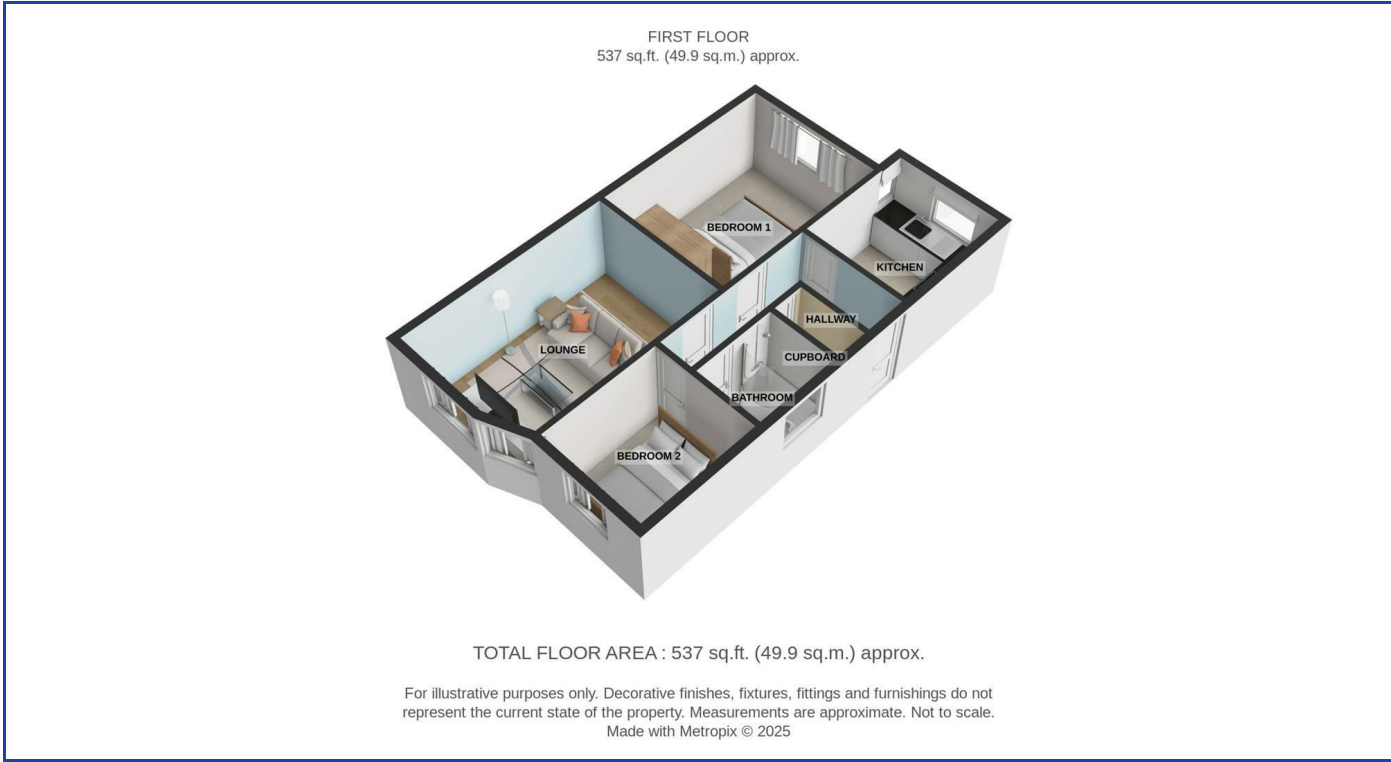 FIRST FLOOR
537 sq.ft. (49.9 sq.m.) approx.
BEDROOM 1
KITCHEN
HALLWAY
LOUNGE
CUPBOARD
BATHROOM
BEDROOM 2
TOTAL FLOOR AREA : 537 sq.ft. (49.9 sq.m.) approx.
For illustrative purposes only. Decorative finishes, fixtures, fittings and furnishings do not
represent the current state of the property. Measurements are approximate. Not to scale.
Made with Metropix © 2025